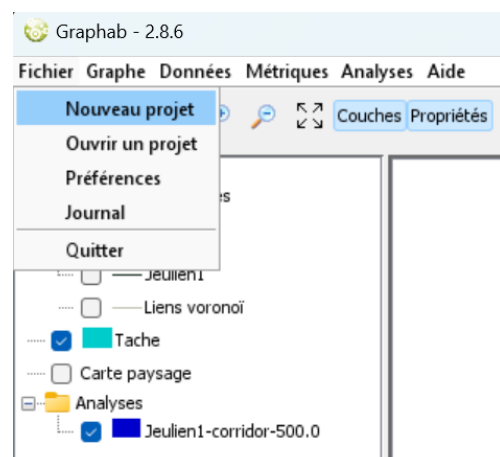 Graphab - 2.8.6
Fichier Graphe Données Métriques Analyses Aide
Nouveau projet
Couches Propriétés
Ouvrir un projet
Préférences
Journal
Quitter
Jeulien1
Liens voronoï
Tache
Carte paysage
Analyses
Jeulien1-corridor-500.0